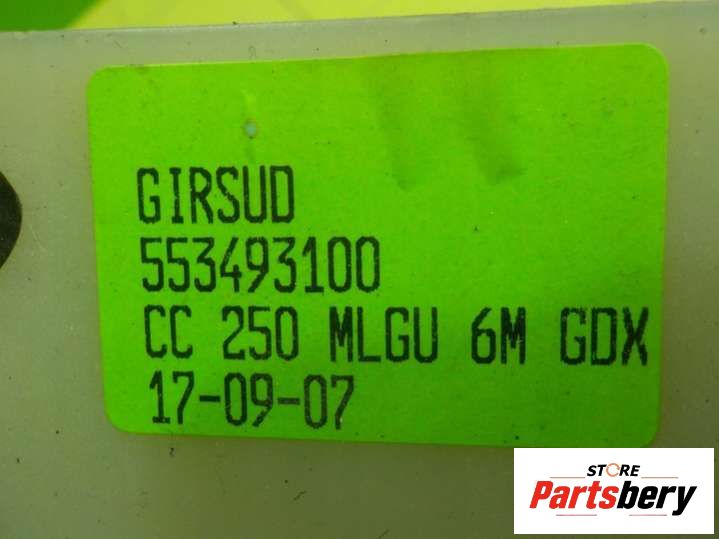 GIRSUD
553493100
CC 250 MLGU 6M GDX
17-09-07
STORE
Partsbery